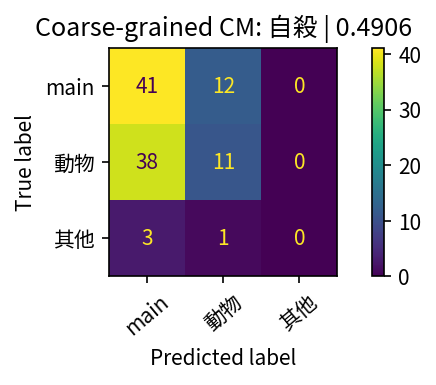 Coarse-grained CM: 自殺 | 0.4906
True label
main
動物
其他
41 12 0
38 11 0
3 1 0
main 動物 其他
Predicted label
40
30
20
10
0